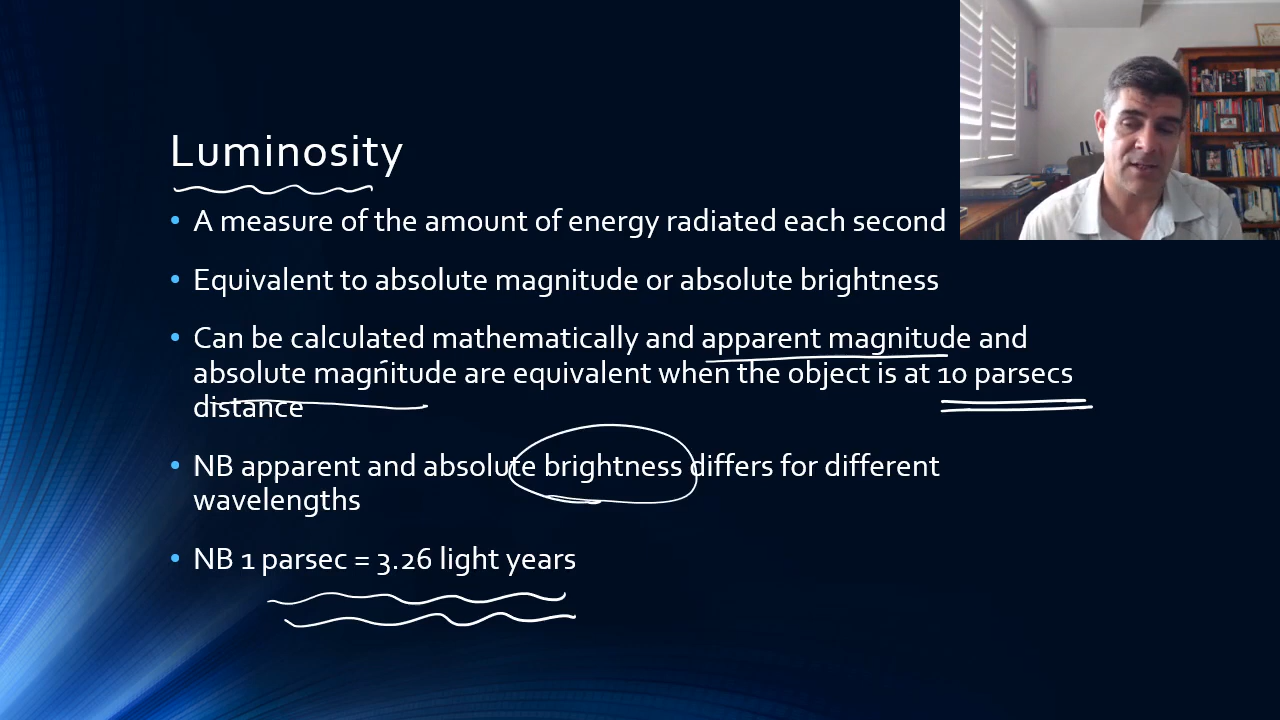 Luminosity
• A measure of the amount of energy radiated each second
• Equivalent to absolute magnitude or absolute brightness
• Can be calculated mathematically and apparent magnitude and
absolute magnitude are equivalent when the object is at 10 parsecs
distance
• NB apparent and absolute brightness differs for different
wavelengths
• NB 1 parsec = 3.26 light years